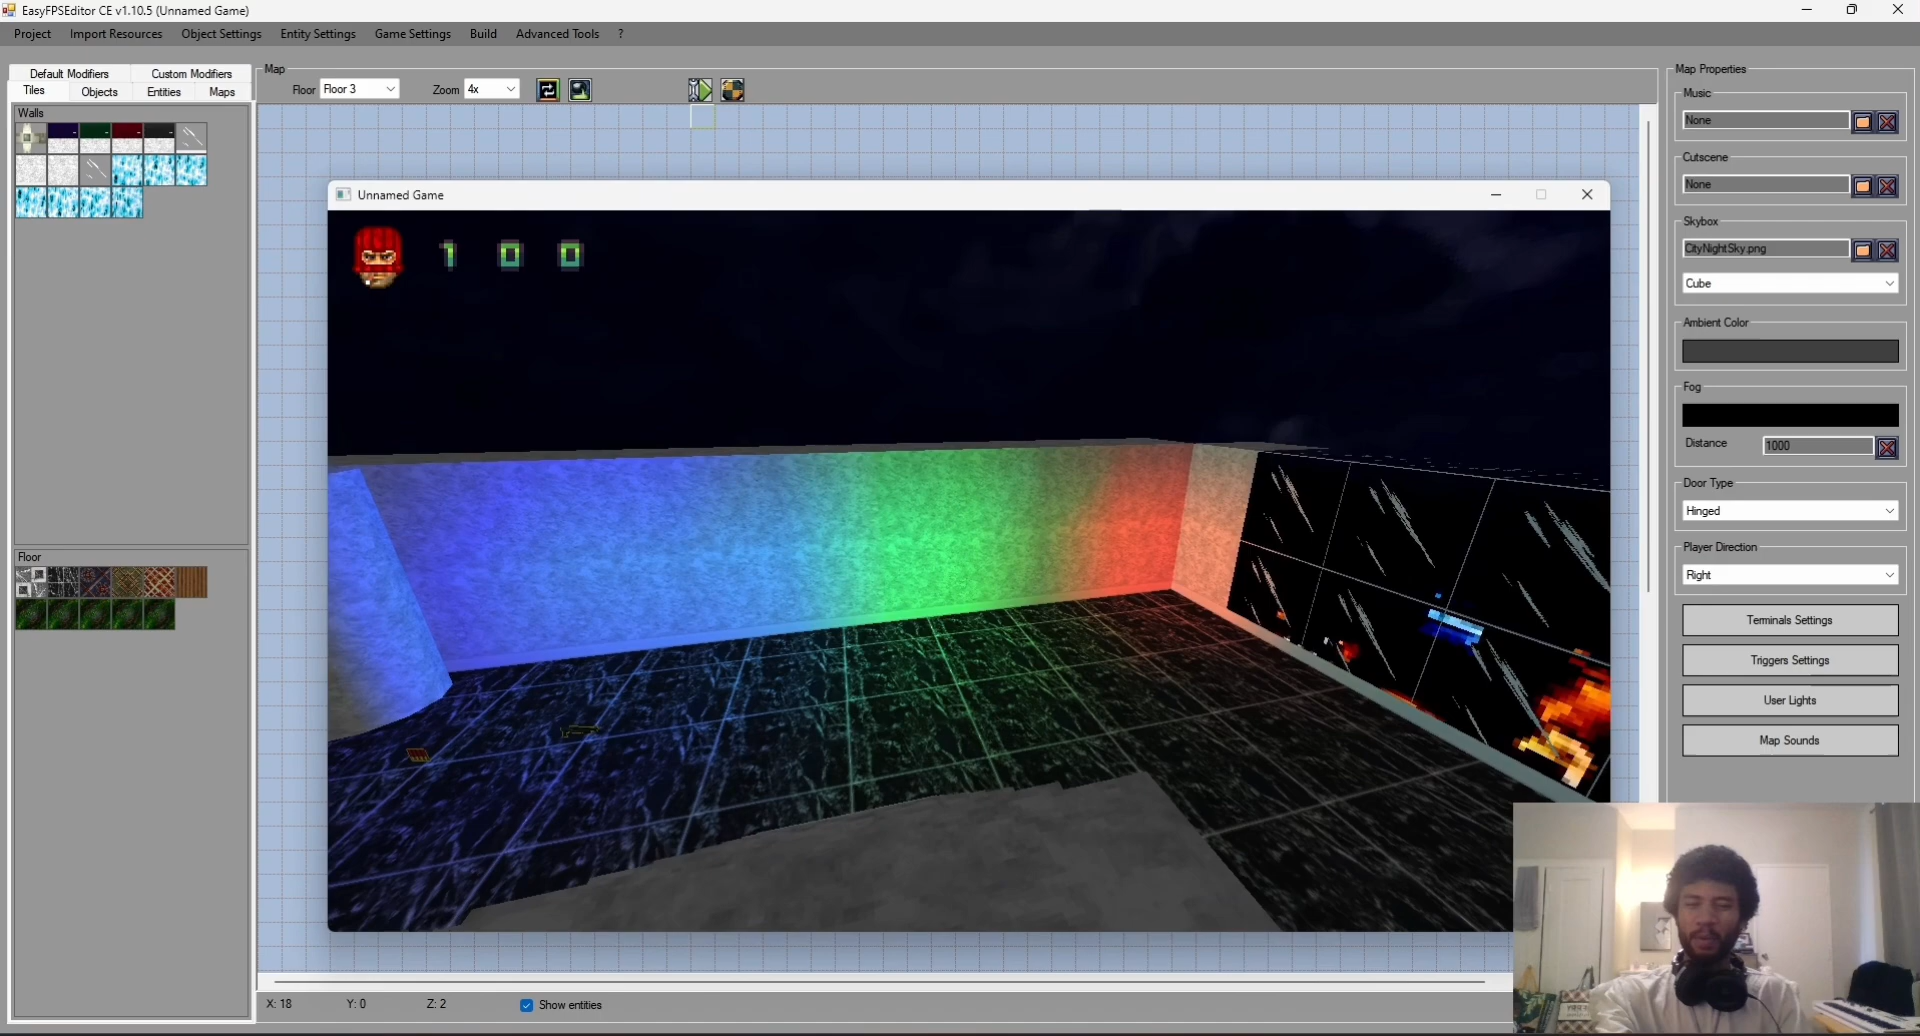 EasyFPSEditor CE v1.10.5 (Unnamed Game)
Project Import Resources Object Settings Entity Settings Game Settings Build Advanced Tools ?
Default Modifiers Custom Modifiers
Tiles Objects Entities Maps
Walls
Floor
Map
Floor Floor 3 Zoom 4x
Unnamed Game
1 0 0
X: 18 Y: 0 Z: 2 Show entities
Map Properties
Music
None
Cutscene
None
Skybox
CityNightSky.png
Cube
Ambient Color
Fog
Distance 1000
Door Type
Hinged
Player Direction
Right
Terminals Settings
Triggers Settings
User Lights
Map Sounds